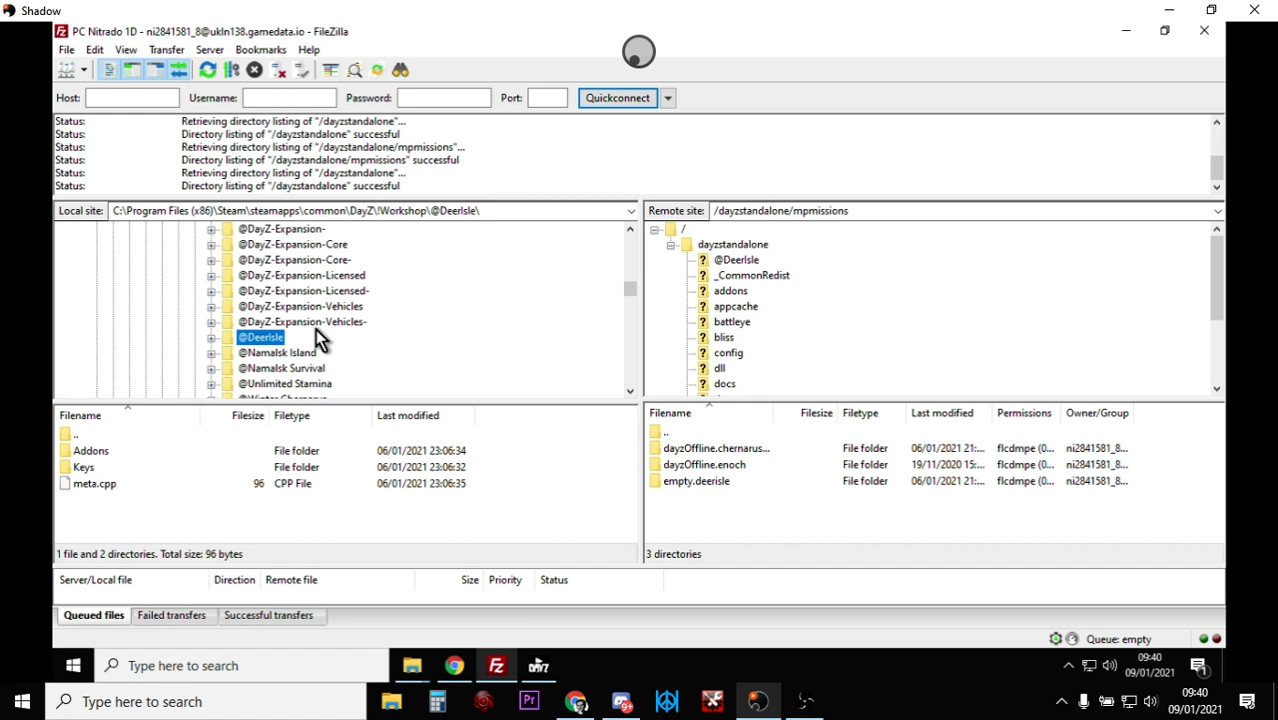 Shadow
PC Nitrado 1D - ni2841581_8@ukln138.gamedata.io - FileZilla
File Edit View Transfer Server Bookmarks Help
Host: Username: Password: Port: Quickconnect
Status: Retrieving directory listing of "/dayzstandalone"...
Status: Directory listing of "/dayzstandalone" successful
Status: Retrieving directory listing of "/dayzstandalone/mpmissions"...
Status: Directory listing of "/dayzstandalone/mpmissions" successful
Status: Retrieving directory listing of "/dayzstandalone"...
Status: Directory listing of "/dayzstandalone" successful
Local site: C:\Program Files (x86)\Steam\steamapps\common\DayZ\!Workshop\@DeerIsle\
@DayZ-Expansion-
@DayZ-Expansion-Core
@DayZ-Expansion-Core-
@DayZ-Expansion-Licensed
@DayZ-Expansion-Licensed-
@DayZ-Expansion-Vehicles
@DayZ-Expansion-Vehicles-
@DeerIsle
@Namalsk Island
@Namalsk Survival
@Unlimited Stamina
Remote site: /dayzstandalone/mpmissions
/
dayzstandalone
@DeerIsle
_CommonRedist
addons
appcache
battleye
bliss
config
dll
docs
Filename Filesize Filetype Last modified
..
Addons File folder 06/01/2021 23:06:34
Keys File folder 06/01/2021 23:06:32
meta.cpp 96 CPP File 06/01/2021 23:06:35
1 file and 2 directories. Total size: 96 bytes
Filename Filesize Filetype Last modified Permissions Owner/Group
..
dayzOffline.chernarus... File folder 06/01/2021 21:... flcdmpe (0... ni2841581_8...
dayzOffline.enoch File folder 19/11/2020 15:... flcdmpe (0... ni2841581_8...
empty.deerisle File folder 06/01/2021 21:... flcdmpe (0... ni2841581_8...
3 directories
Server/Local file Direction Remote file Size Priority Status
Queued files Failed transfers Successful transfers
Queue: empty
Type here to search
09:40
09/01/2021
1
Type here to search
Pr
9+
09:40
09/01/2021